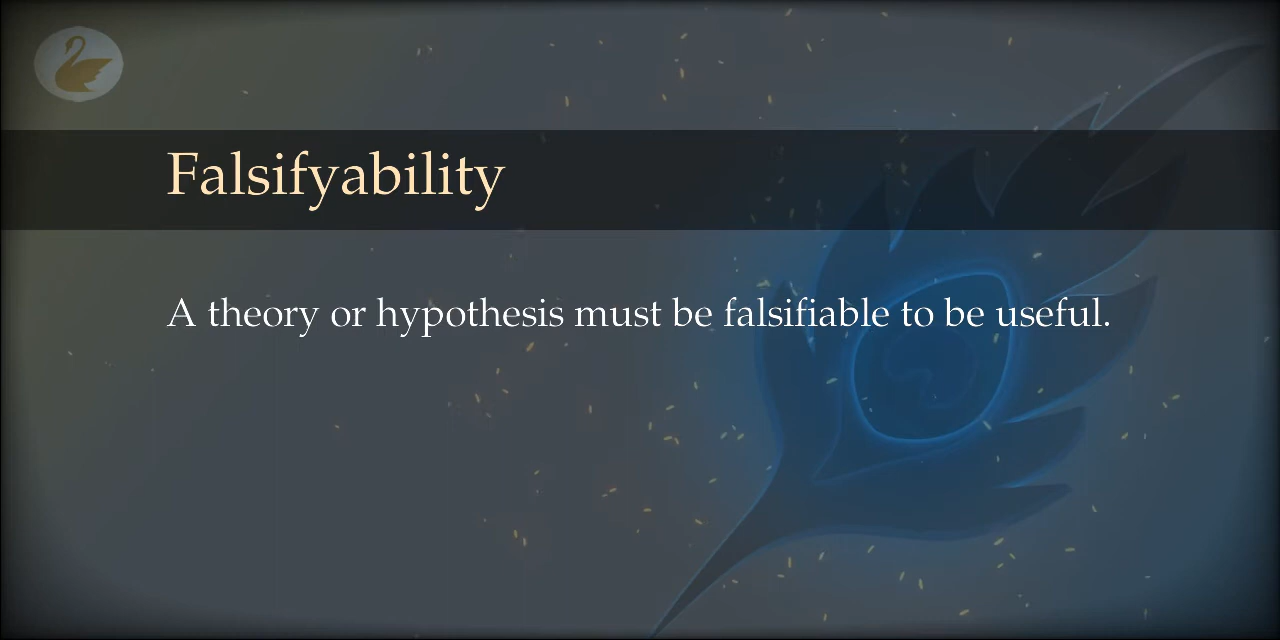 Falsifyability
A theory or hypothesis must be falsifiable to be useful.